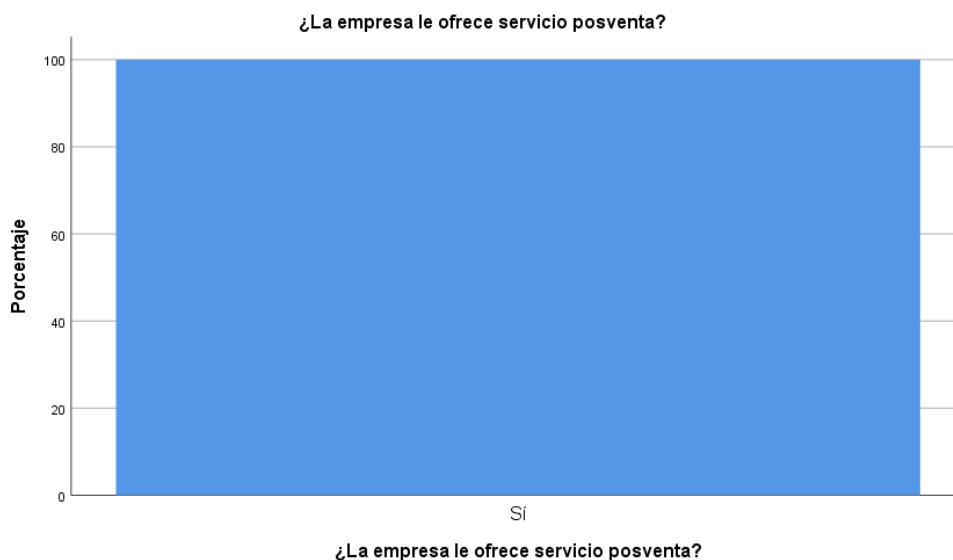 ¿La empresa le ofrece servicio posventa?
100
80
60
40
20
0
Porcentaje
Sí
¿La empresa le ofrece servicio posventa?